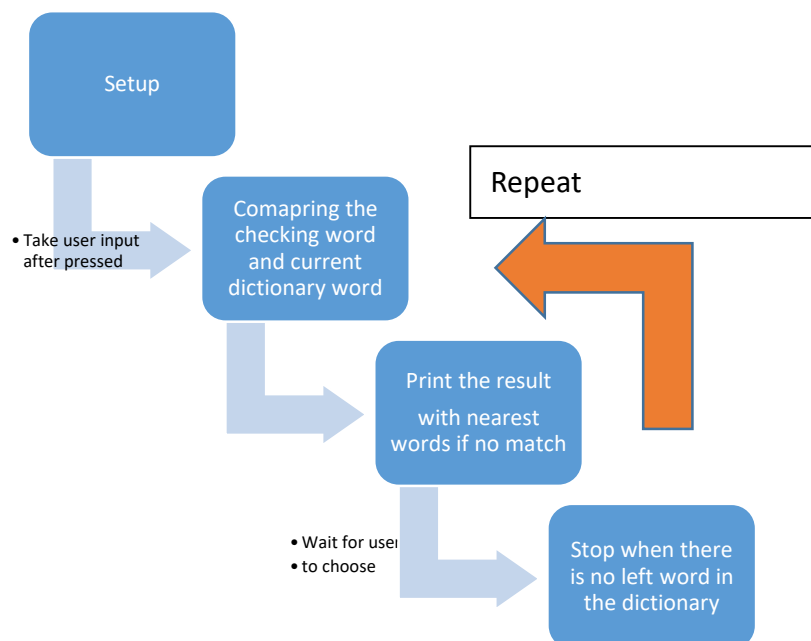 Setup
Repeat
• Take user input
after pressed
Comapring the
checking word
and current
dictionary word
Print the result
with nearest
words if no match
• Wait for user
• to choose
Stop when there
is no left word in
the dictionary